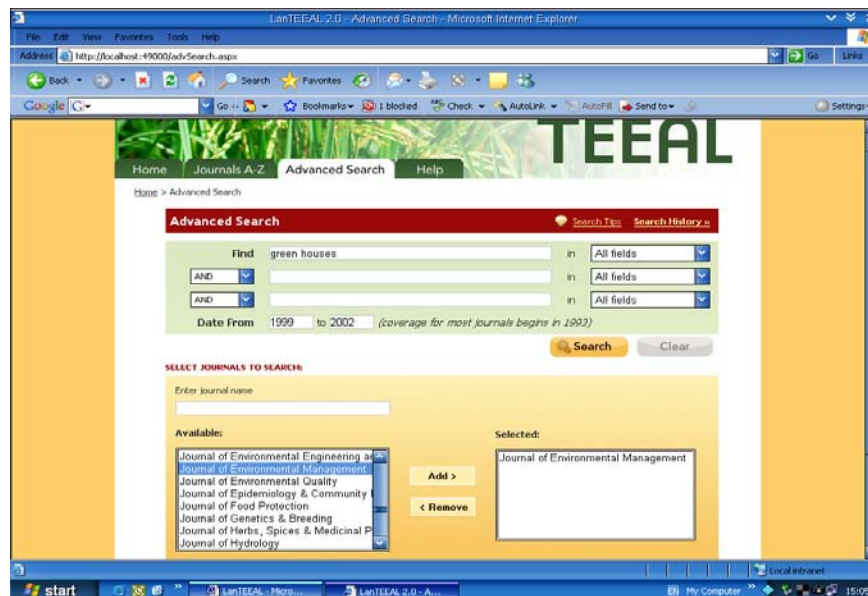 LanTEEAL 2.0 - Advanced Search - Microsoft Internet Explorer
File Edit View Favorites Tools Help
Address http://localhost:49000/advSearch.aspx Go Links
Back Search Favorites
Google G Go Bookmarks 1 blocked Check AutoLink AutoFill Send to Settings
TEEAL
Home Journals A-Z Advanced Search Help
Home > Advanced Search
Advanced Search Search Tips Search History »
Find green houses in All fields
AND in All fields
AND in All fields
Date From 1999 to 2002 (coverage for most journals begins in 1993)
Search Clear
SELECT JOURNALS TO SEARCH:
Enter journal name
Available: Selected:
Journal of Environmental Engineering an Journal of Environmental Management
Journal of Environmental Management
Journal of Environmental Quality
Journal of Epidemiology & Community
Journal of Food Protection
Journal of Genetics & Breeding
Journal of Herbs, Spices & Medicinal P
Journal of Hydrology
Add >
< Remove
Local intranet
start LanTEEAL - Micro... LanTEEAL 2.0 - A... EN My Computer